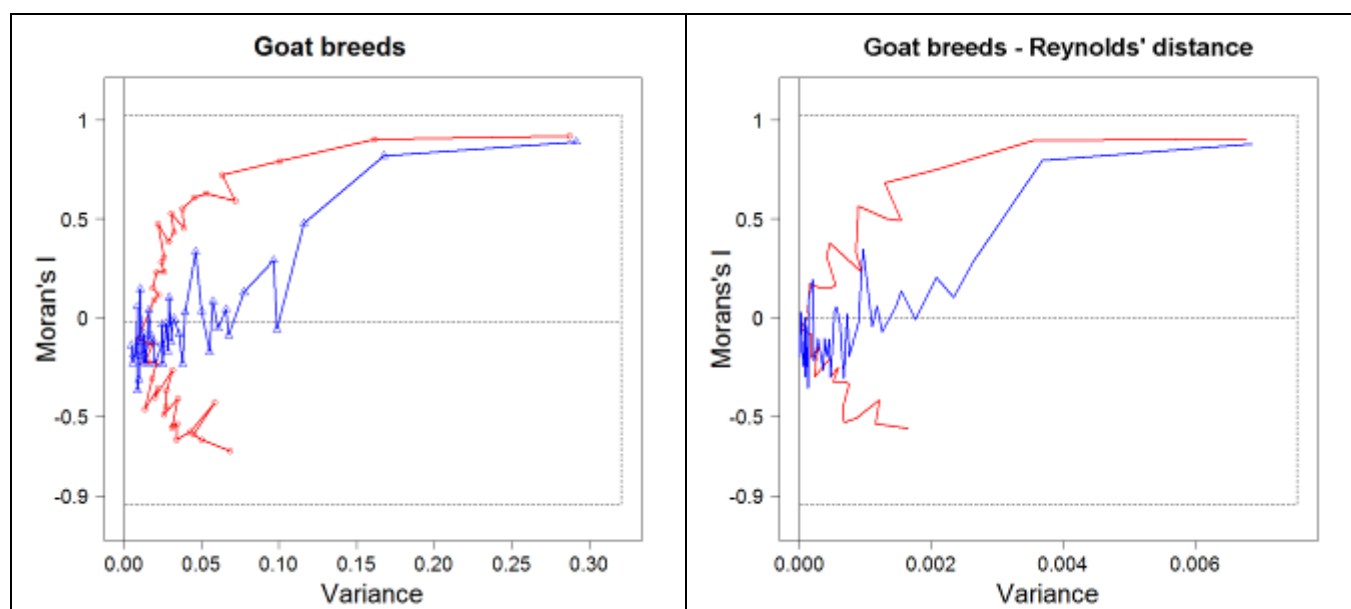 Goat breeds
Moran's I
1
0.5
0
-0.5
-0.9
0.00 0.05 0.10 0.15 0.20 0.25 0.30
Variance
Goat breeds - Reynolds' distance
Morans's I
1
0.5
0
-0.5
-0.9
0.000 0.002 0.004 0.006
Variance